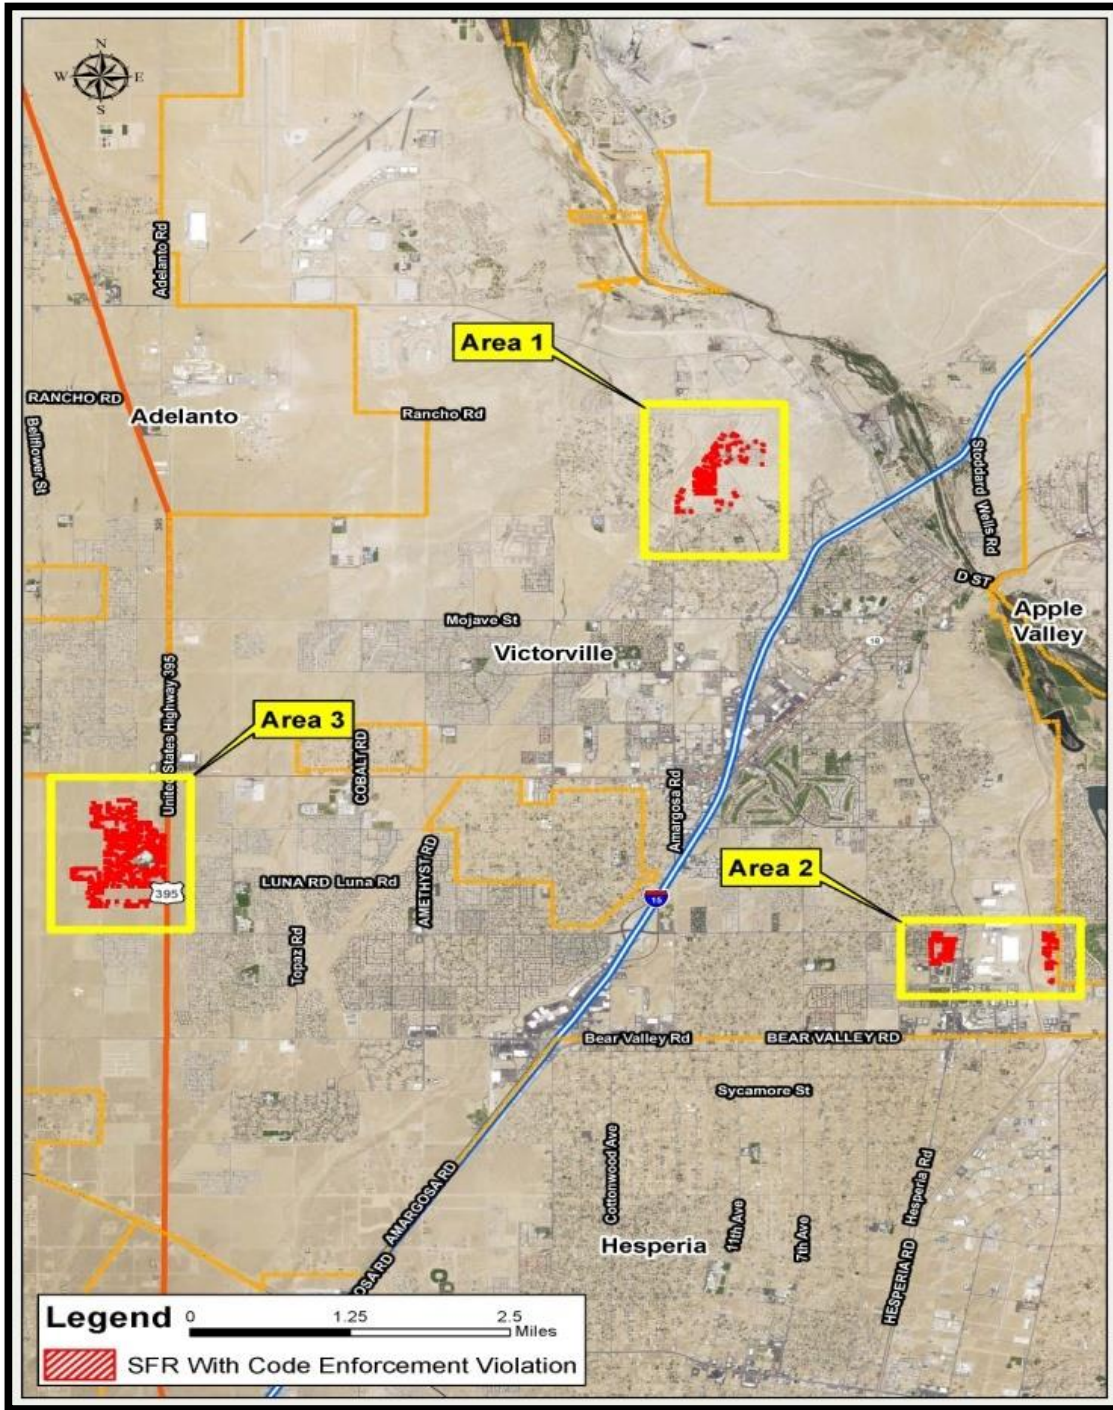 N
W E
S
Adelanto Rd
Area 1
RANCHO RD
Adelanto
Rancho Rd
Bellflower St
Stoddard Wells Rd
395
D ST
Apple
Valley
Mojave St
Victorville
18
United States Highway 395
Area 3
COBALT RD
Amargosa Rd
Area 2
LUNA RD Luna Rd
AMETHYST RD
395
15
Topaz Rd
Bear Valley Rd
BEAR VALLEY RD
Sycamore St
Cottonwood Ave
Hesperia Rd
AMARGOSA RD
11th Ave
7th Ave
Hesperia
HESPERIA RD
OSA RD
Legend
0 1.25 2.5
Miles
SFR With Code Enforcement Violation